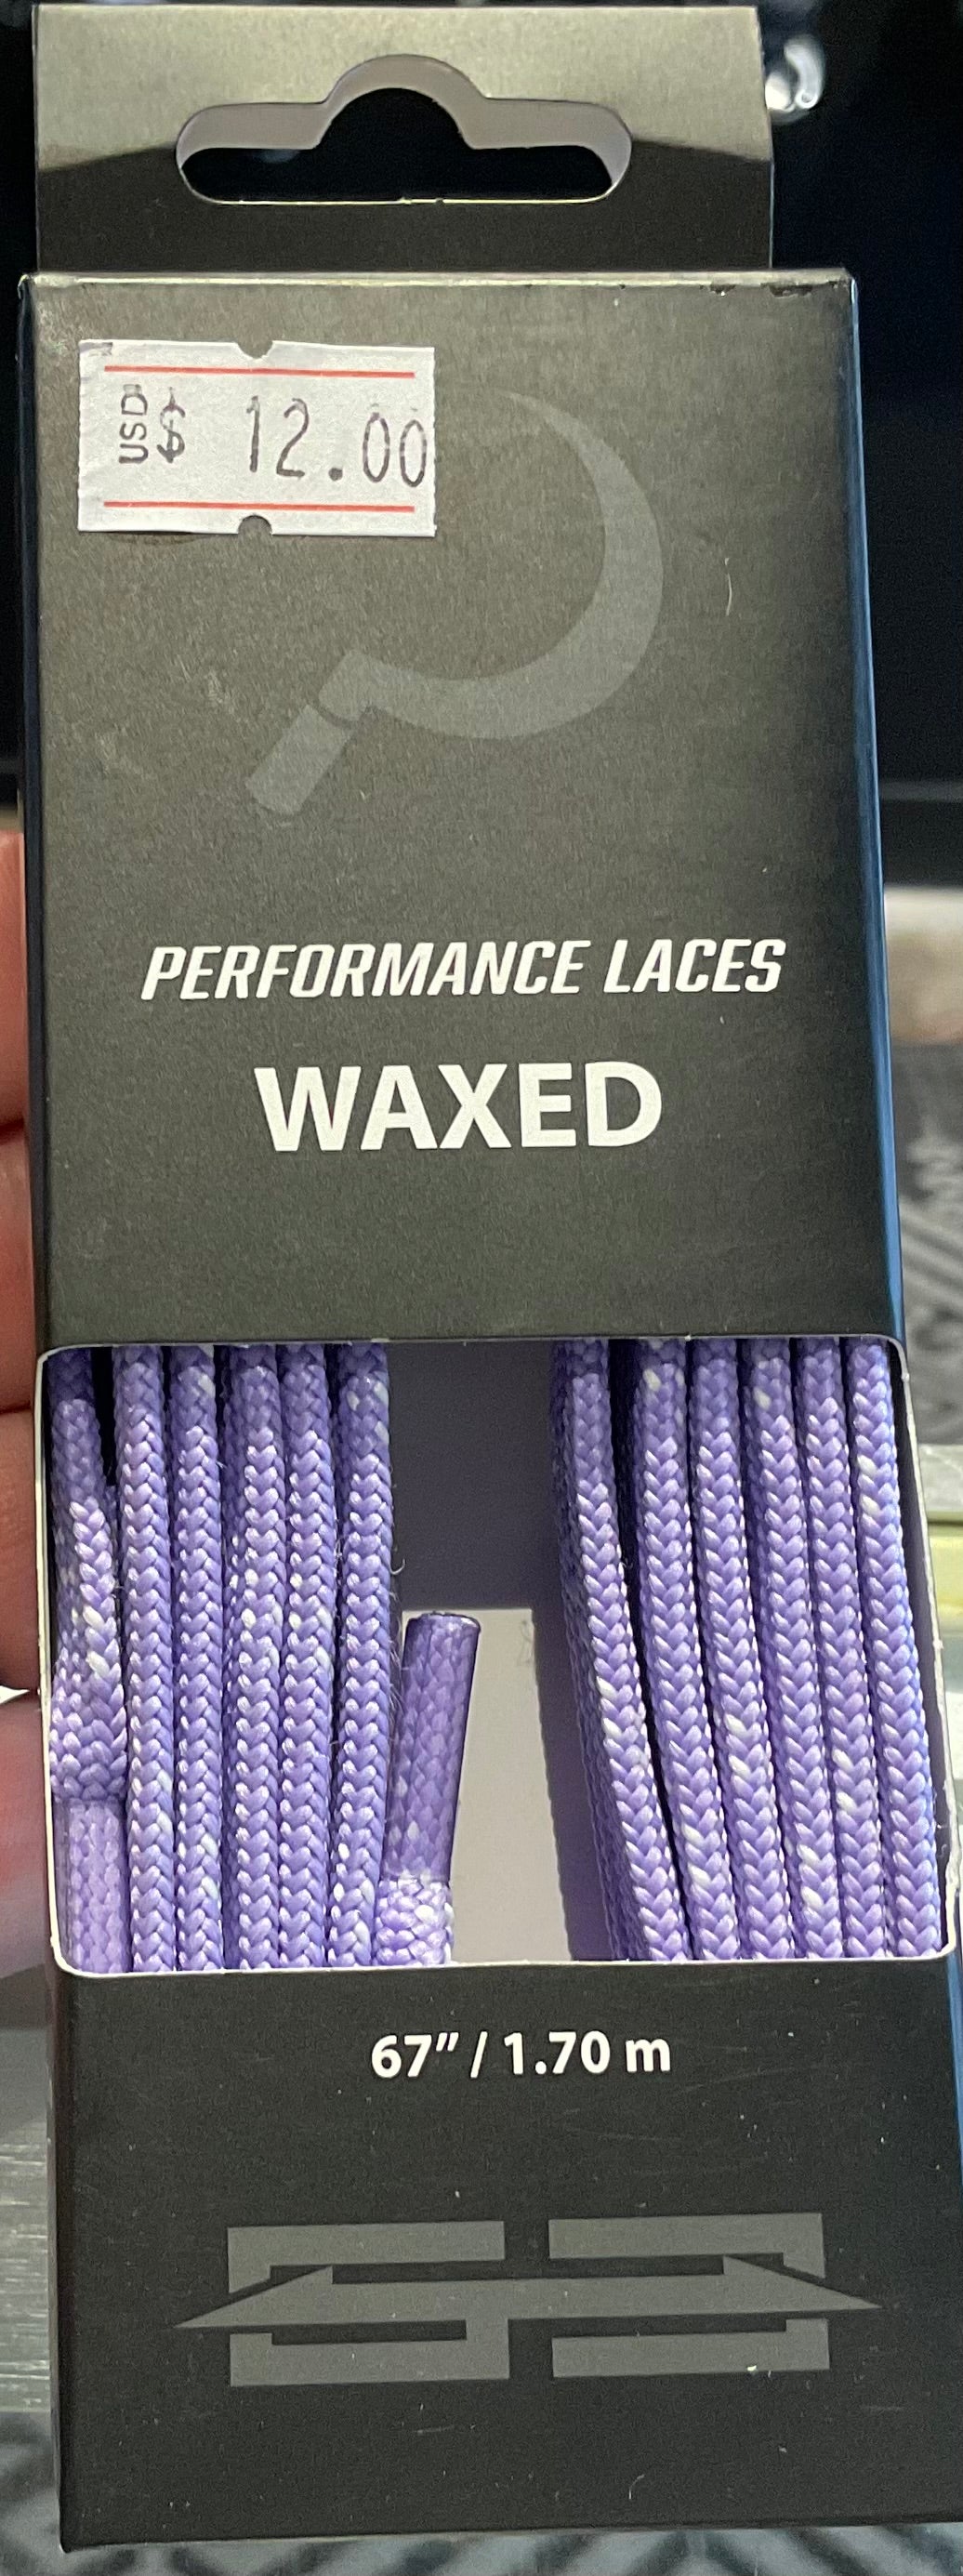 USD $ 12.00
PERFORMANCE LACES
WAXED
67" / 1.70 m